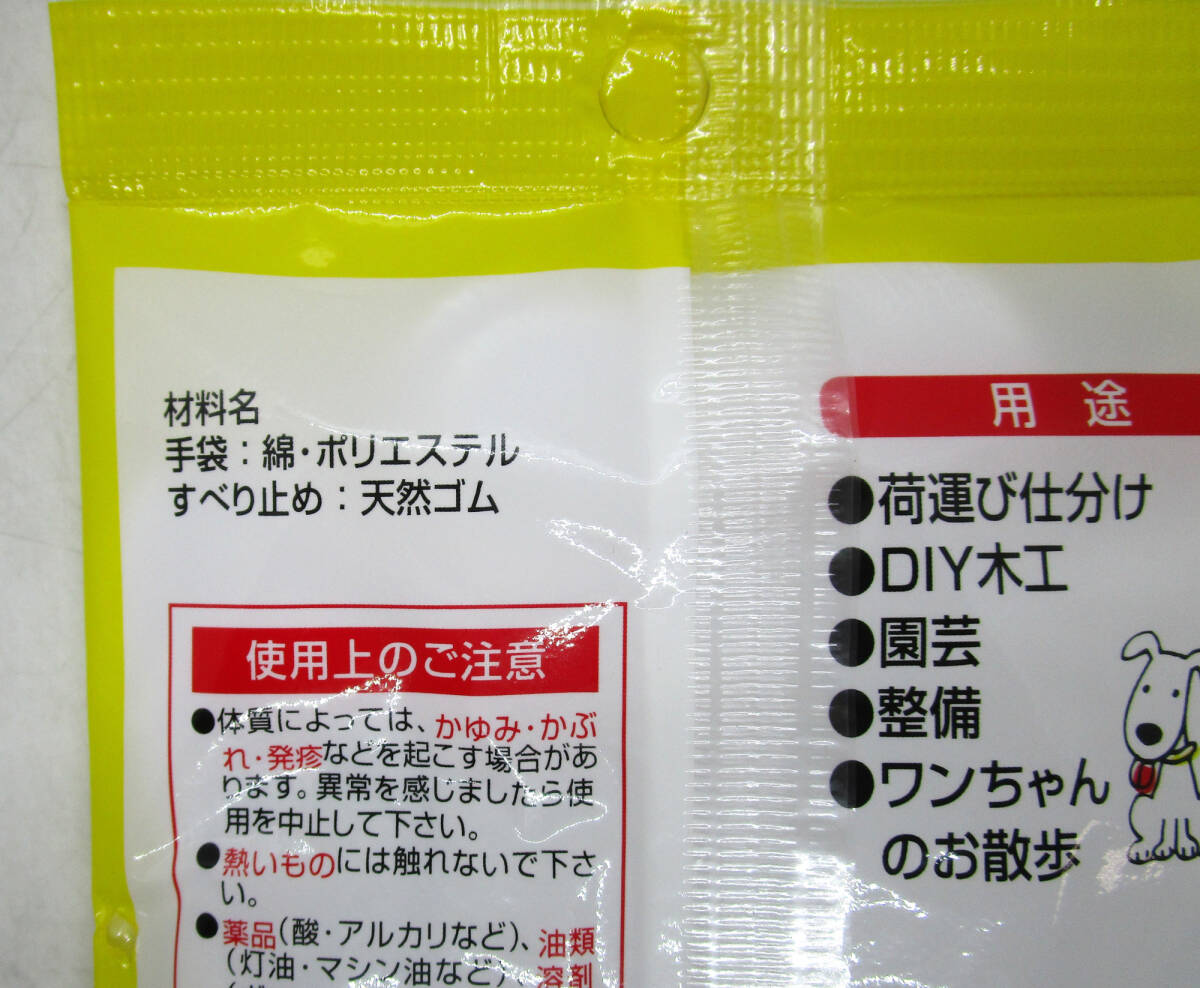 材料名
手袋：綿・ポリエステル
すべり止め：天然ゴム
使用上のご注意
●体質によっては、かゆみ・かぶ
れ・発疹などを起こす場合があ
ります。異常を感じましたら使
用を中止して下さい。
●熱いものには触れないで下さ
い。
●薬品(酸・アルカリなど)、油類
(灯油・マシン油など)、溶剤
用途
●荷運び仕分け
●DIY木工
●園芸
●整備
●ワンちゃん
のお散歩